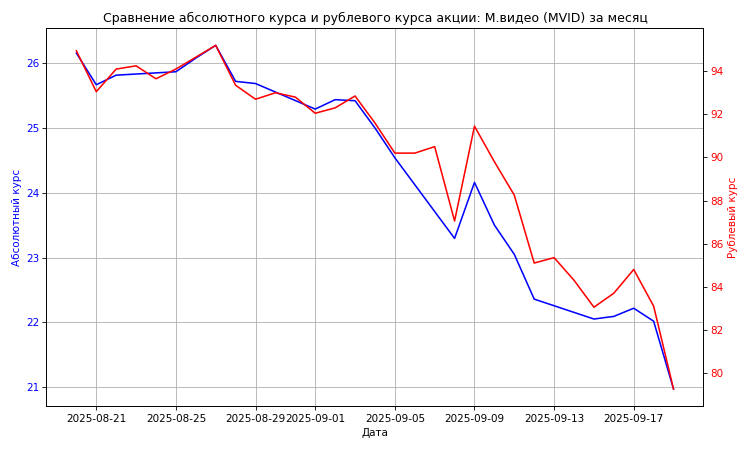 Сравнение абсолютного курса и рублевого курса акции: М.видео (MVID) за месяц
26
25
24
23
22
21
Абсолютный курс
94
92
90
88
86
84
82
80
Рублевый курс
2025-08-21 2025-08-25 2025-08-29 2025-09-01 2025-09-05 2025-09-09 2025-09-13 2025-09-17
Дата